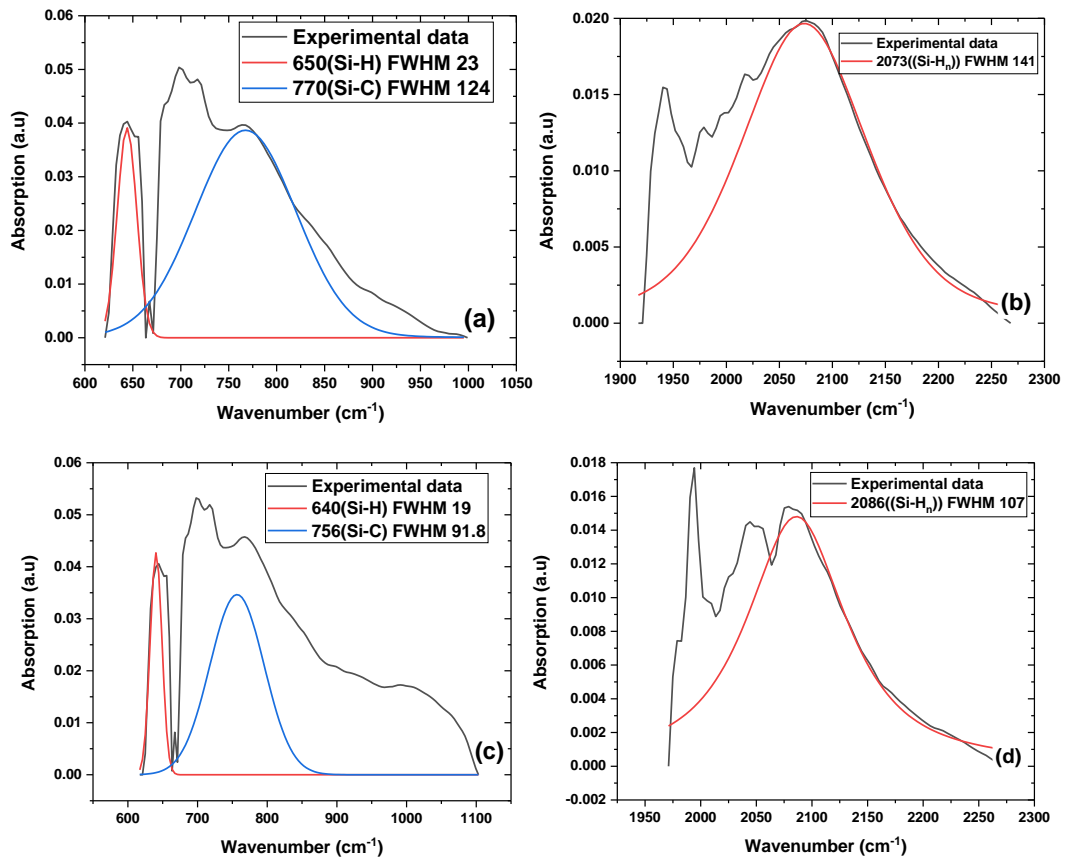 0.06
0.05
0.04
0.03
0.02
0.01
0.00
Absorption (a.u)
Experimental data
650(Si-H) FWHM 23
770(Si-C) FWHM 124
(a)
600 650 700 750 800 850 900 950 1000 1050
Wavenumber (cm⁻¹)
0.020
0.015
0.010
0.005
0.000
Absorption (a.u)
Experimental data
2073((Si-Hₙ)) FWHM 141
(b)
1900 1950 2000 2050 2100 2150 2200 2250 2300
Wavenumber (cm⁻¹)
0.06
0.05
0.04
0.03
0.02
0.01
0.00
Absorption (a.u)
Experimental data
640(Si-H) FWHM 19
756(Si-C) FWHM 91.8
(c)
600 700 800 900 1000 1100
Wavenumber (cm⁻¹)
0.018
0.016
0.014
0.012
0.010
0.008
0.006
0.004
0.002
0.000
-0.002
Absorption (a.u)
Experimental data
2086((Si-Hₙ)) FWHM 107
(d)
1950 2000 2050 2100 2150 2200 2250 2300
Wavenumber (cm⁻¹)